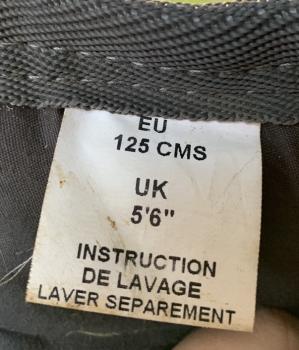 EU
125 CMS
UK
5'6"
INSTRUCTION
DE LAVAGE
LAVER SEPAREMENT